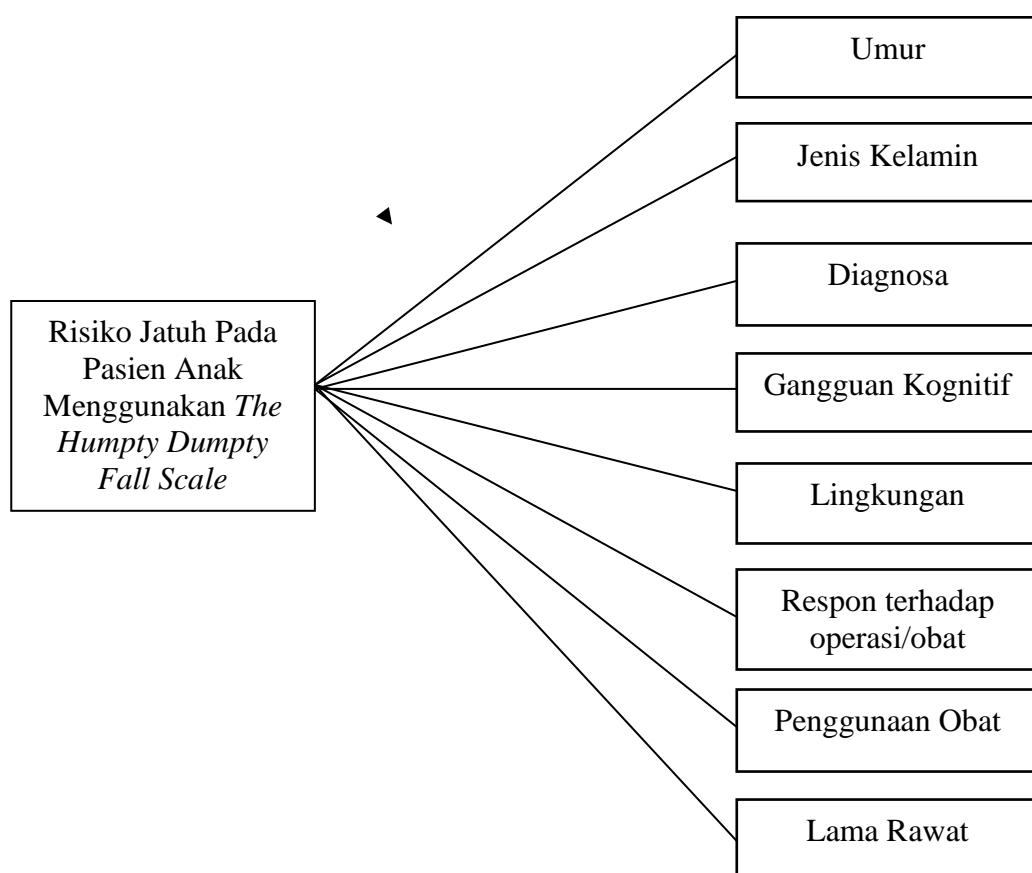 Risiko Jatuh Pada
Pasien Anak
Menggunakan The
Humpty Dumpty
Fall Scale
Umur
Jenis Kelamin
Diagnosa
Gangguan Kognitif
Lingkungan
Respon terhadap
operasi/obat
Penggunaan Obat
Lama Rawat